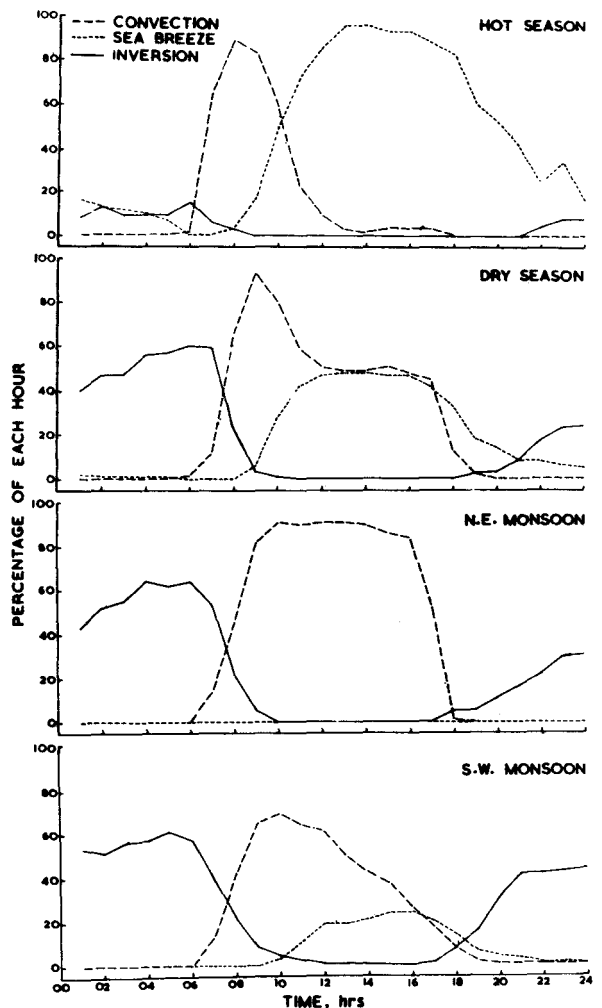 CONVECTION
SEA BREEZE
INVERSION
HOT SEASON
100
80
60
40
20
0
DRY SEASON
100
80
60
40
20
0
N.E. MONSOON
100
80
60
40
20
0
S.W. MONSOON
100
80
60
40
20
0
PERCENTAGE OF EACH HOUR
00 02 04 06 08 10 12 14 16 18 20 22 24
TIME, hrs